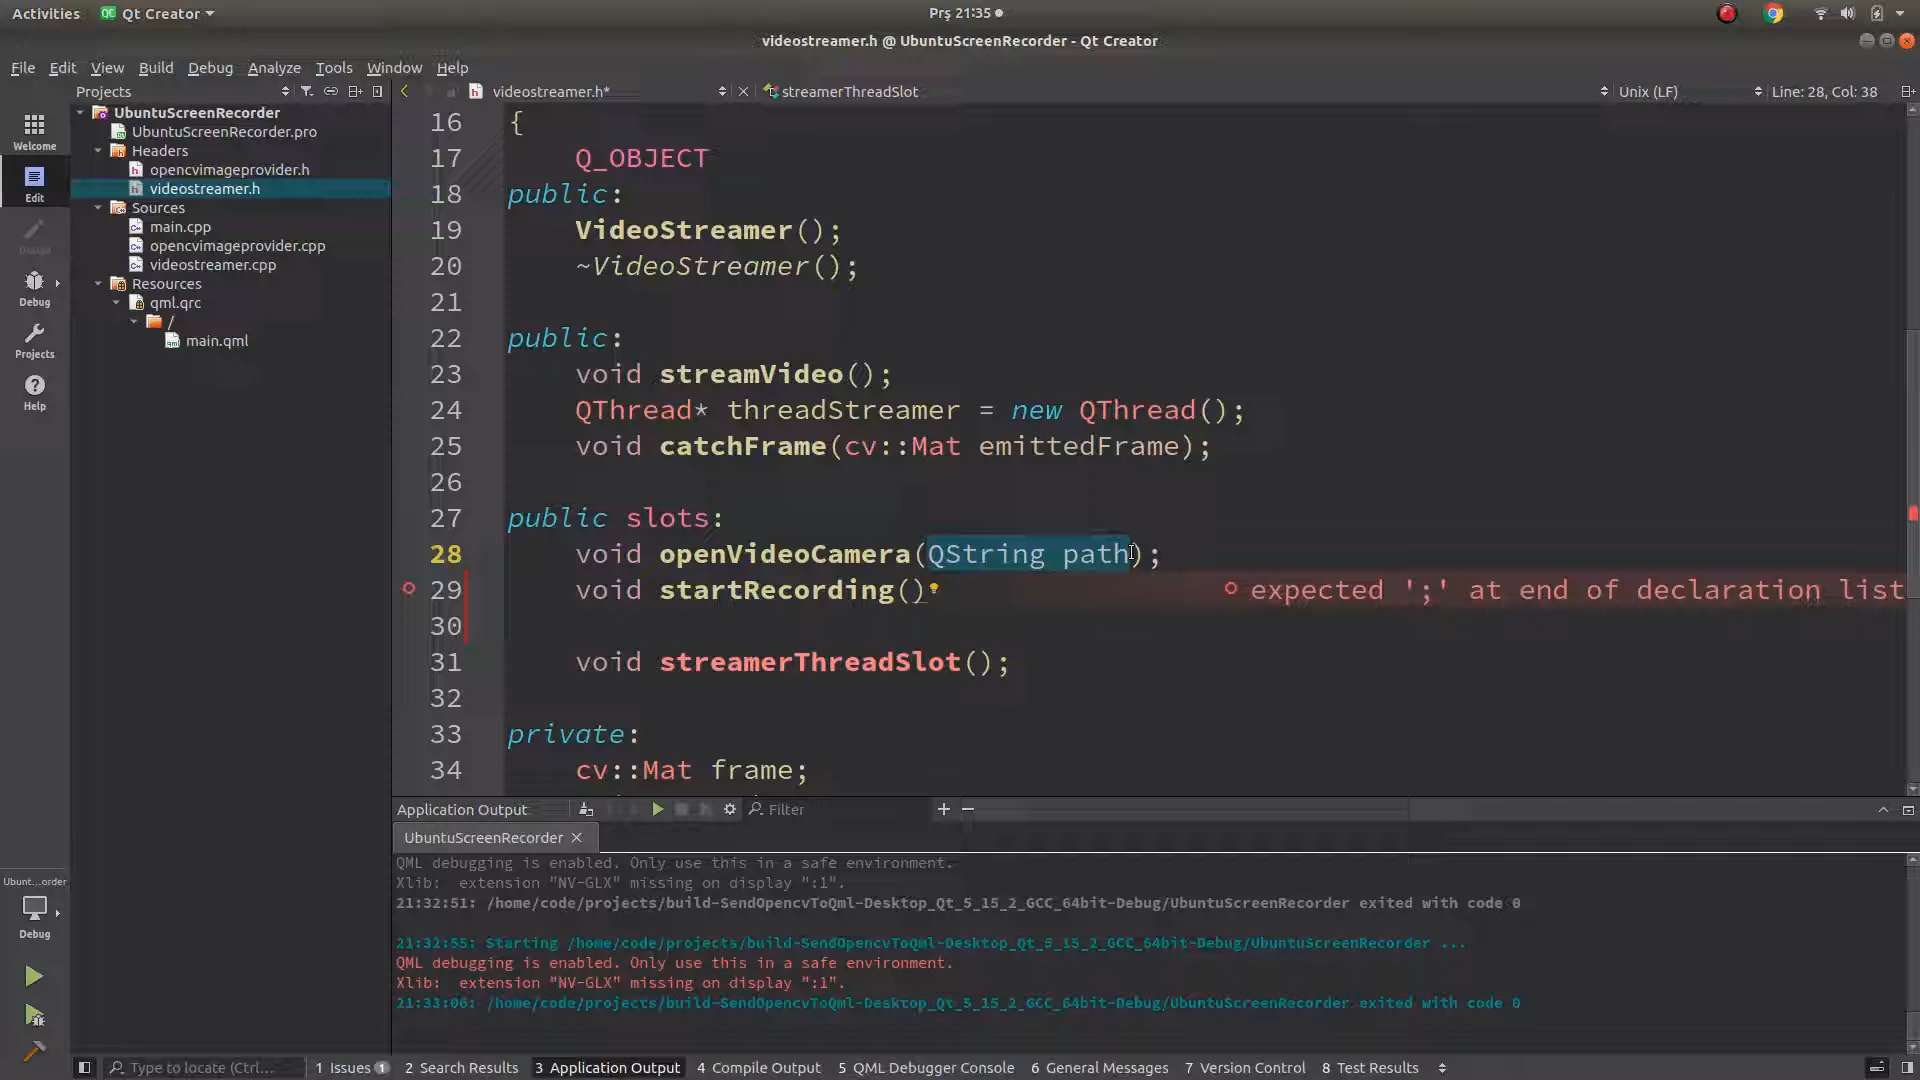 Activities Qt Creator Prş 21:35
videostreamer.h @ UbuntuScreenRecorder - Qt Creator
File Edit View Build Debug Analyze Tools Window Help
Projects videostreamer.h* streamerThreadSlot Unix (LF) Line: 28, Col: 38
UbuntuScreenRecorder
UbuntuScreenRecorder.pro
Headers
opencvimageprovider.h
videostreamer.h
Sources
main.cpp
opencvimageprovider.cpp
videostreamer.cpp
Resources
qml.qrc
/
main.qml
Welcome
Edit
Design
Debug
Projects
Help
16 {
17 Q_OBJECT
18 public:
19 VideoStreamer();
20 ~VideoStreamer();
21
22 public:
23 void streamVideo();
24 QThread* threadStreamer = new QThread();
25 void catchFrame(cv::Mat emittedFrame);
26
27 public slots:
28 void openVideoCamera(QString path);
29 void startRecording() expected ';' at end of declaration list
30
31 void streamerThreadSlot();
32
33 private:
34 cv::Mat frame;
Application Output Filter
UbuntuScreenRecorder
QML debugging is enabled. Only use this in a safe environment.
Xlib: extension "NV-GLX" missing on display ":1".
21:32:51: /home/code/projects/build-SendOpencvToQml-Desktop_Qt_5_15_2_GCC_64bit-Debug/UbuntuScreenRecorder exited with code 0
21:32:55: Starting /home/code/projects/build-SendOpencvToQml-Desktop_Qt_5_15_2_GCC_64bit-Debug/UbuntuScreenRecorder ...
QML debugging is enabled. Only use this in a safe environment.
Xlib: extension "NV-GLX" missing on display ":1".
21:33:06: /home/code/projects/build-SendOpencvToQml-Desktop_Qt_5_15_2_GCC_64bit-Debug/UbuntuScreenRecorder exited with code 0
Ubunt...order
Debug
Type to locate (Ctrl... 1 Issues 1 2 Search Results 3 Application Output 4 Compile Output 5 QML Debugger Console 6 General Messages 7 Version Control 8 Test Results